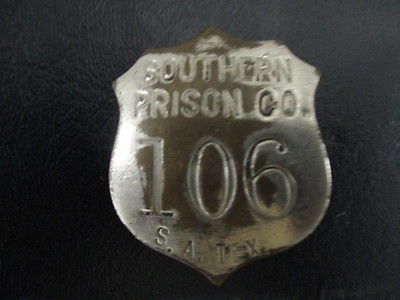 SOUTHERN
PRISON CO.
106
S. A. TEX.